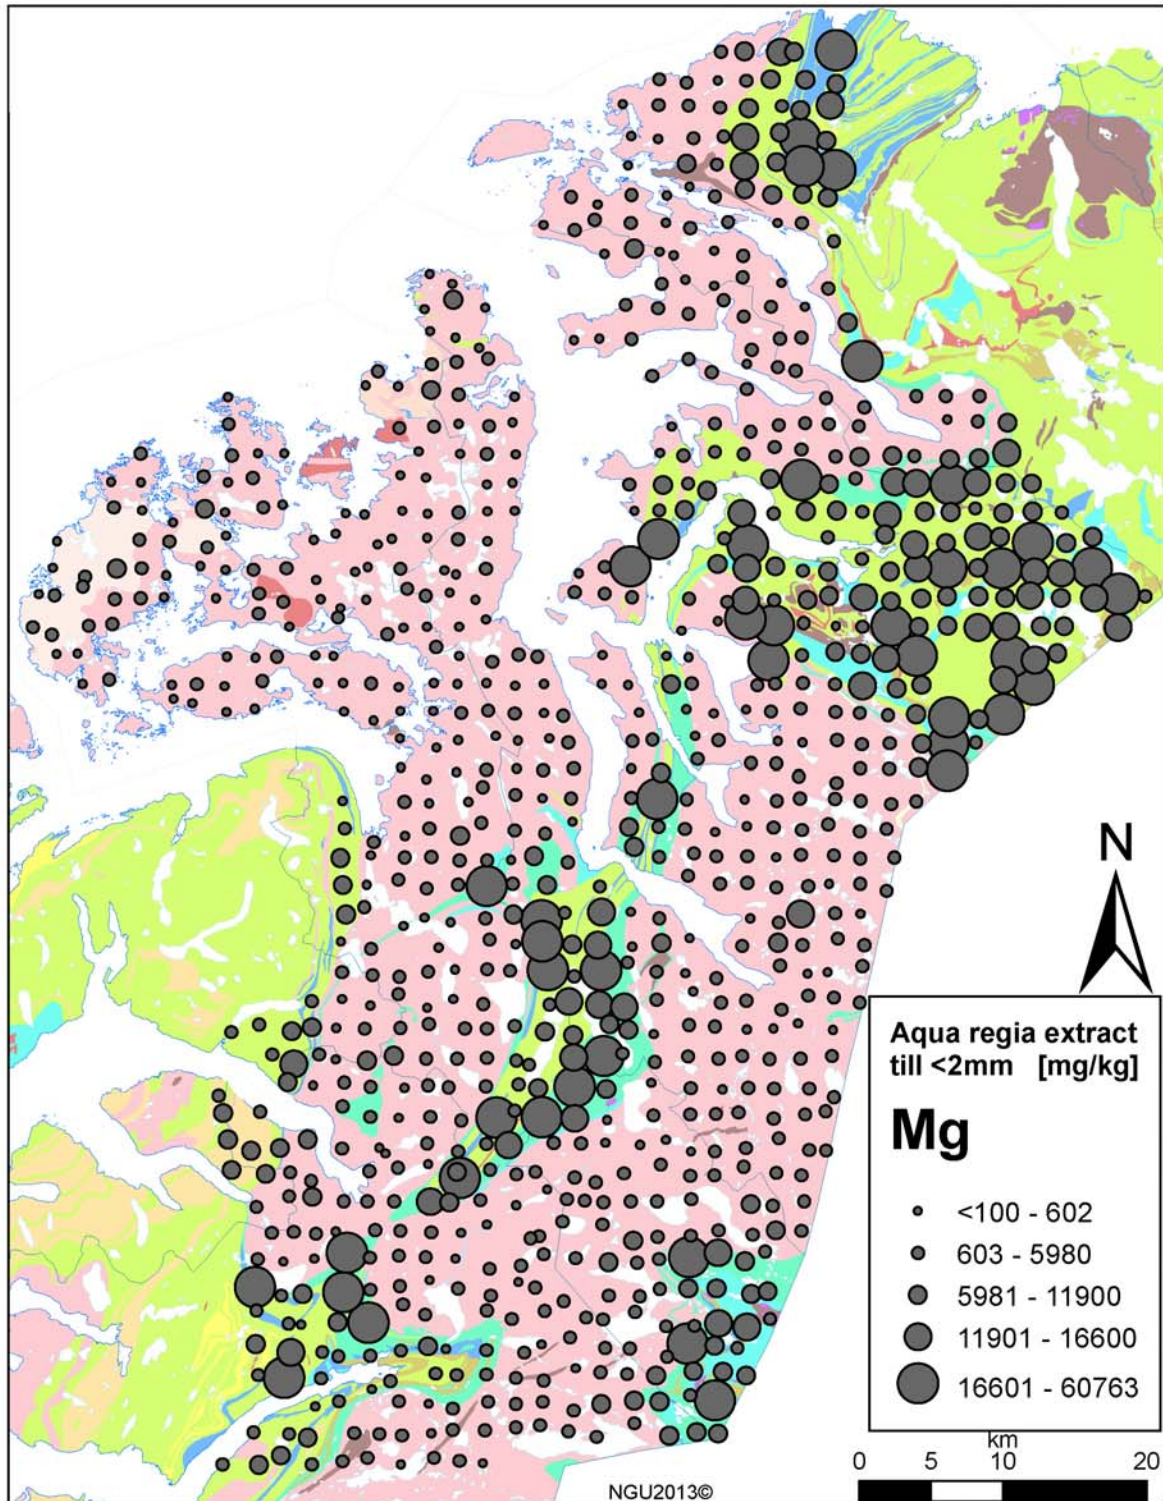 N
Aqua regia extract
till <2mm [mg/kg]
Mg
<100 - 602
603 - 5980
5981 - 11900
11901 - 16600
16601 - 60763
km
0 5 10 20
NGU2013©